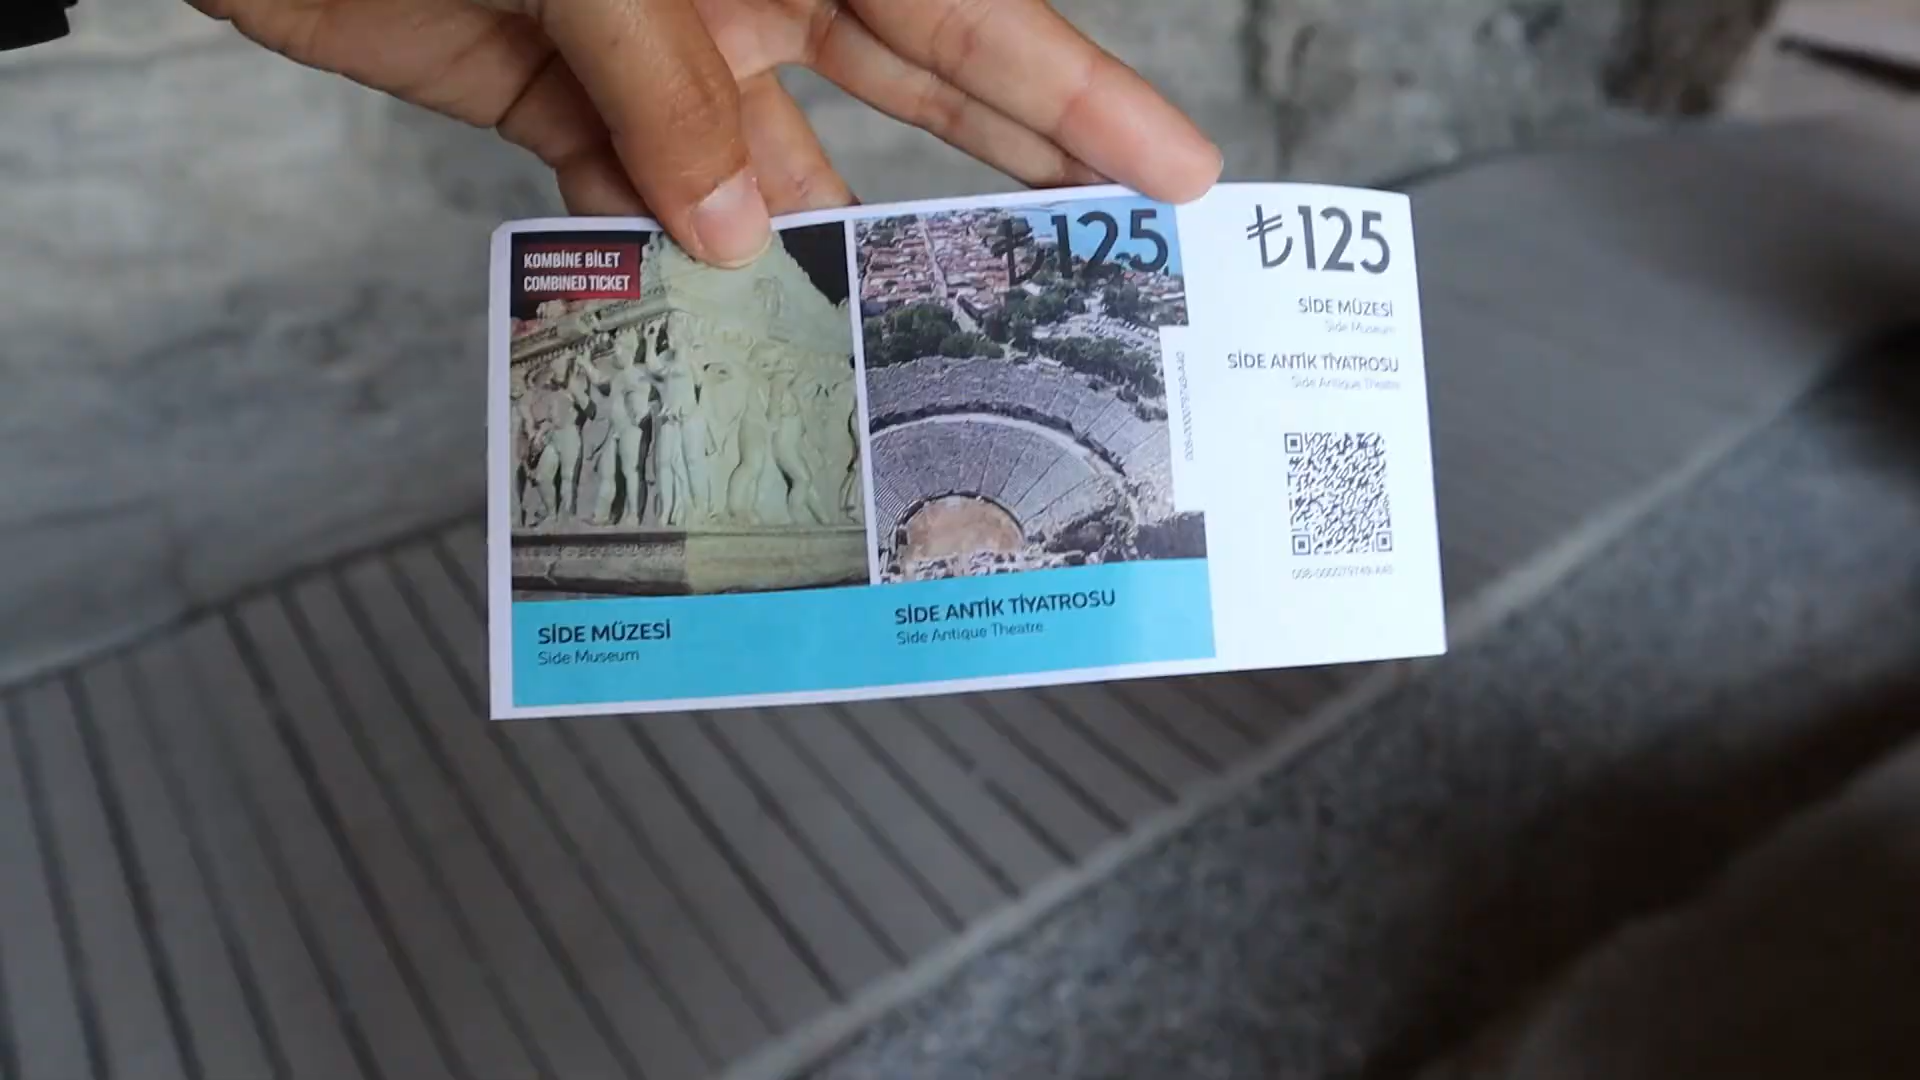 KOMBİNE BİLET
COMBINED TICKET
₺125
SİDE MÜZESİ
Side Museum
SİDE ANTİK TİYATROSU
Side Antique Theatre
₺125
SİDE MÜZESİ
Side Museum
SİDE ANTİK TİYATROSU
Side Antique Theatre